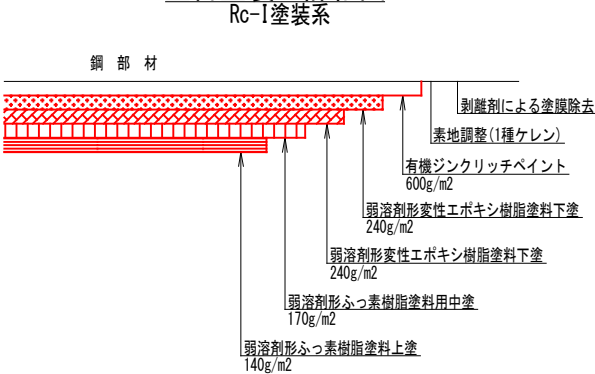 Rc-Ⅰ塗装系
鋼 部 材
剥離剤による塗膜除去
素地調整(1種ケレン)
有機ジンクリッチペイント
600g/m2
弱溶剤形変性エポキシ樹脂塗料下塗
240g/m2
弱溶剤形変性エポキシ樹脂塗料下塗
240g/m2
弱溶剤形ふっ素樹脂塗料用中塗
170g/m2
弱溶剤形ふっ素樹脂塗料上塗
140g/m2